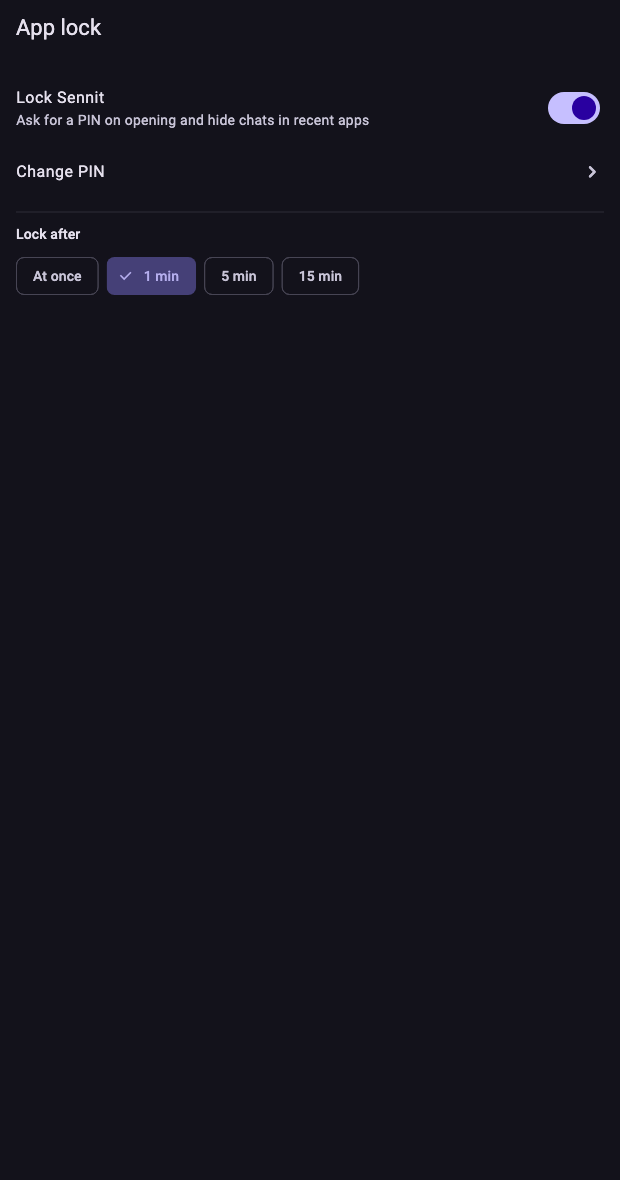 App lock
Lock Sennit
Ask for a PIN on opening and hide chats in recent apps
Change PIN
Lock after
At once
1 min
5 min
15 min